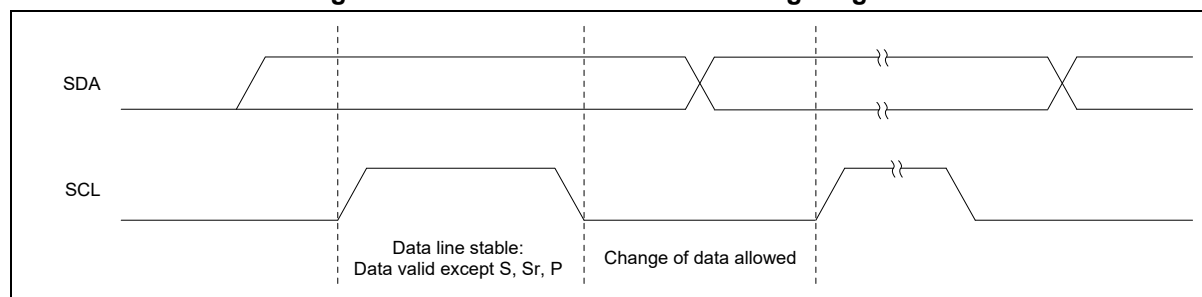 SDA
SCL
Data line stable:
Data valid except S, Sr, P
Change of data allowed